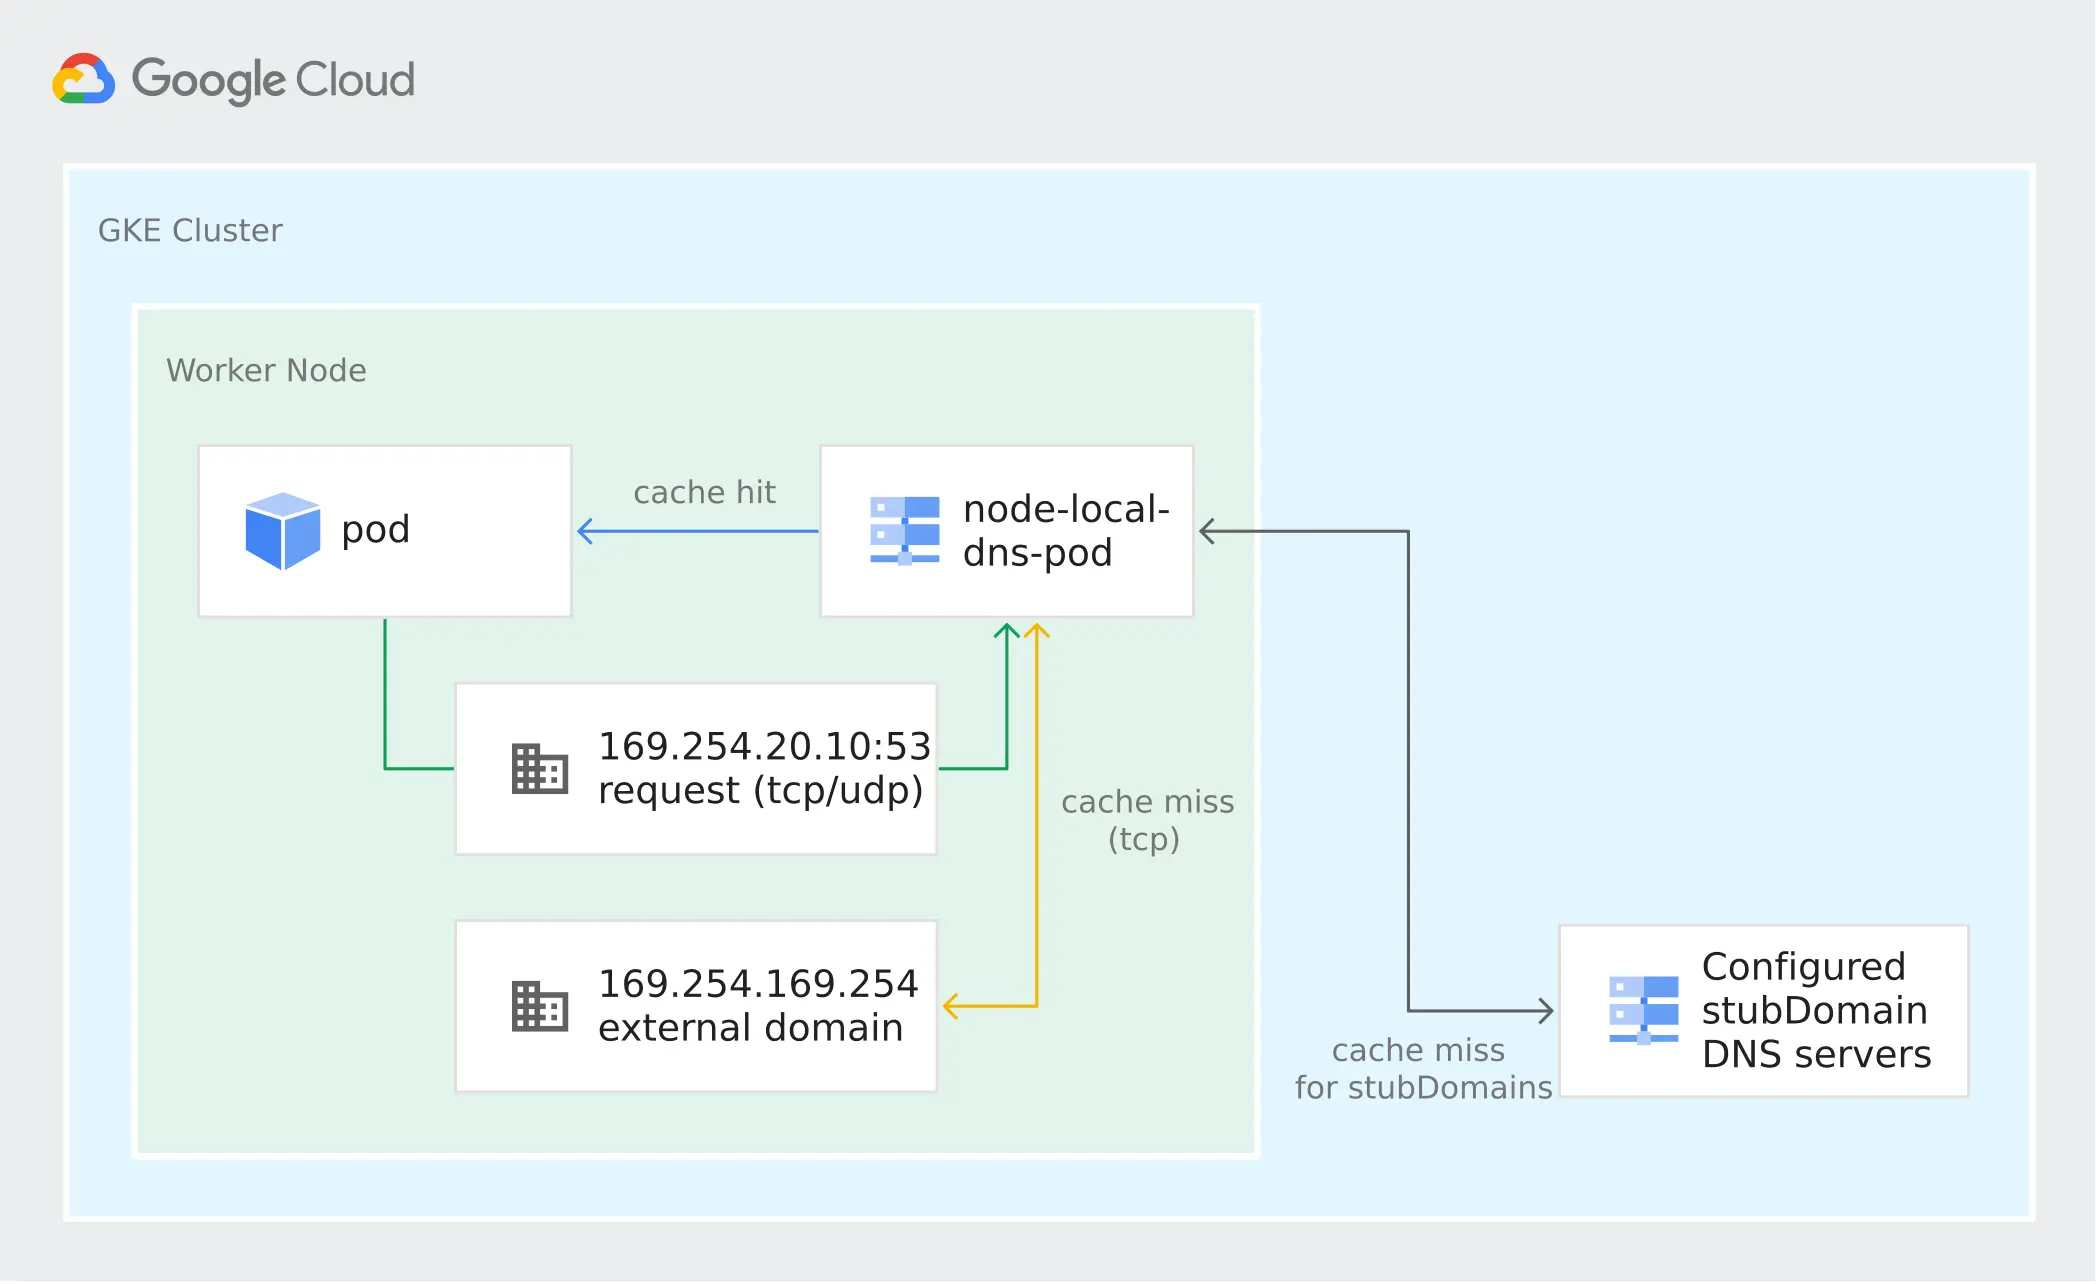 Google Cloud
GKE Cluster
Worker Node
pod
cache hit
node-local-
dns-pod
169.254.20.10:53
request (tcp/udp)
cache miss
(tcp)
169.254.169.254
external domain
cache miss
for stubDomains
Configured
stubDomain
DNS servers